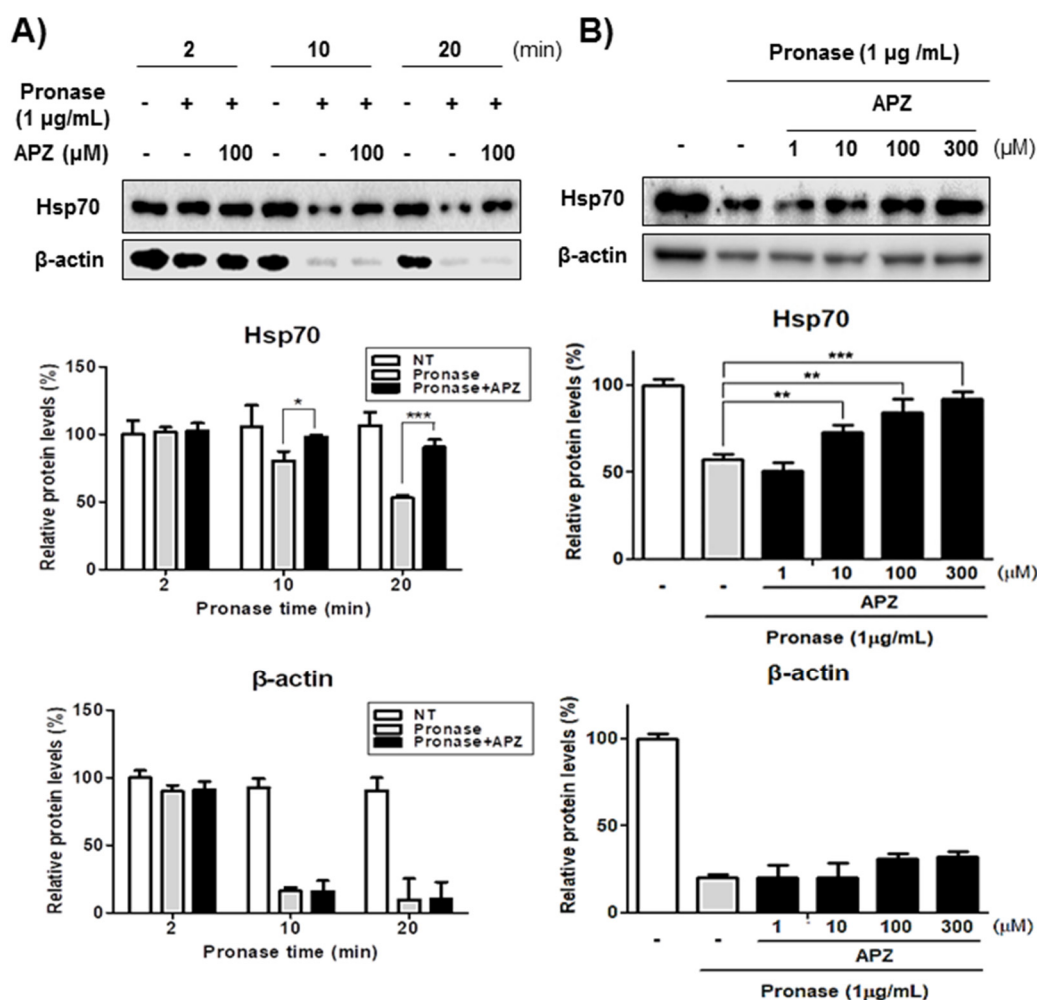 A)
2 10 20 (min)
Pronase (1 µg/mL) - + + - + + - + +
APZ (µM) - - 100 - - 100 - - 100
Hsp70
β-actin
Hsp70
Relative protein levels (%)
150
100
50
0
NT
Pronase
Pronase+APZ
*
***
2 10 20
Pronase time (min)
β-actin
Relative protein levels (%)
150
100
50
0
NT
Pronase
Pronase+APZ
2 10 20
Pronase time (min)
B)
Pronase (1 µg /mL)
APZ
- - 1 10 100 300 (µM)
Hsp70
β-actin
Hsp70
Relative protein levels (%)
100
50
0
***
**
**
- - 1 10 100 300 (µM)
APZ
Pronase (1µg/mL)
β-actin
Relative protein levels (%)
100
50
0
- - 1 10 100 300 (µM)
APZ
Pronase (1µg/mL)